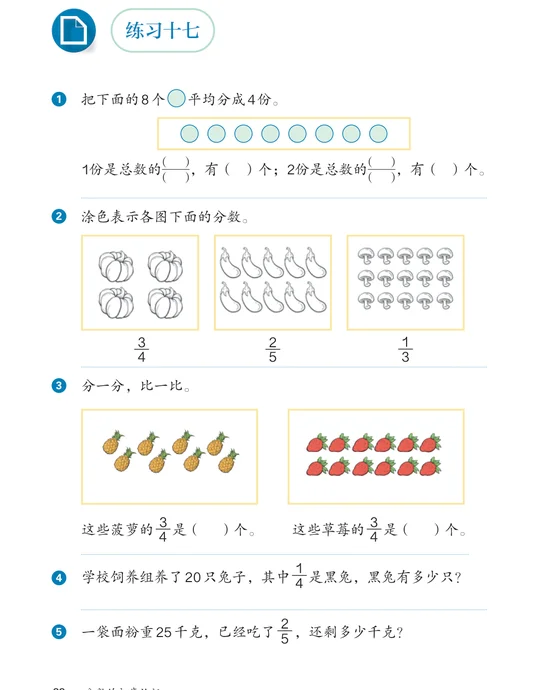 练习十七
1 把下面的8个○平均分成4份。
1份是总数的( )/( ),有( )个;2份是总数的( )/( ),有( )个。
2 涂色表示各图下面的分数。
3/4 2/5 1/3
3 分一分,比一比。
这些菠萝的3/4是( )个。 这些草莓的3/4是( )个。
4 学校饲养组养了20只兔子,其中1/4是黑兔,黑兔有多少只?
5 一袋面粉重25千克,已经吃了2/5,还剩多少千克?